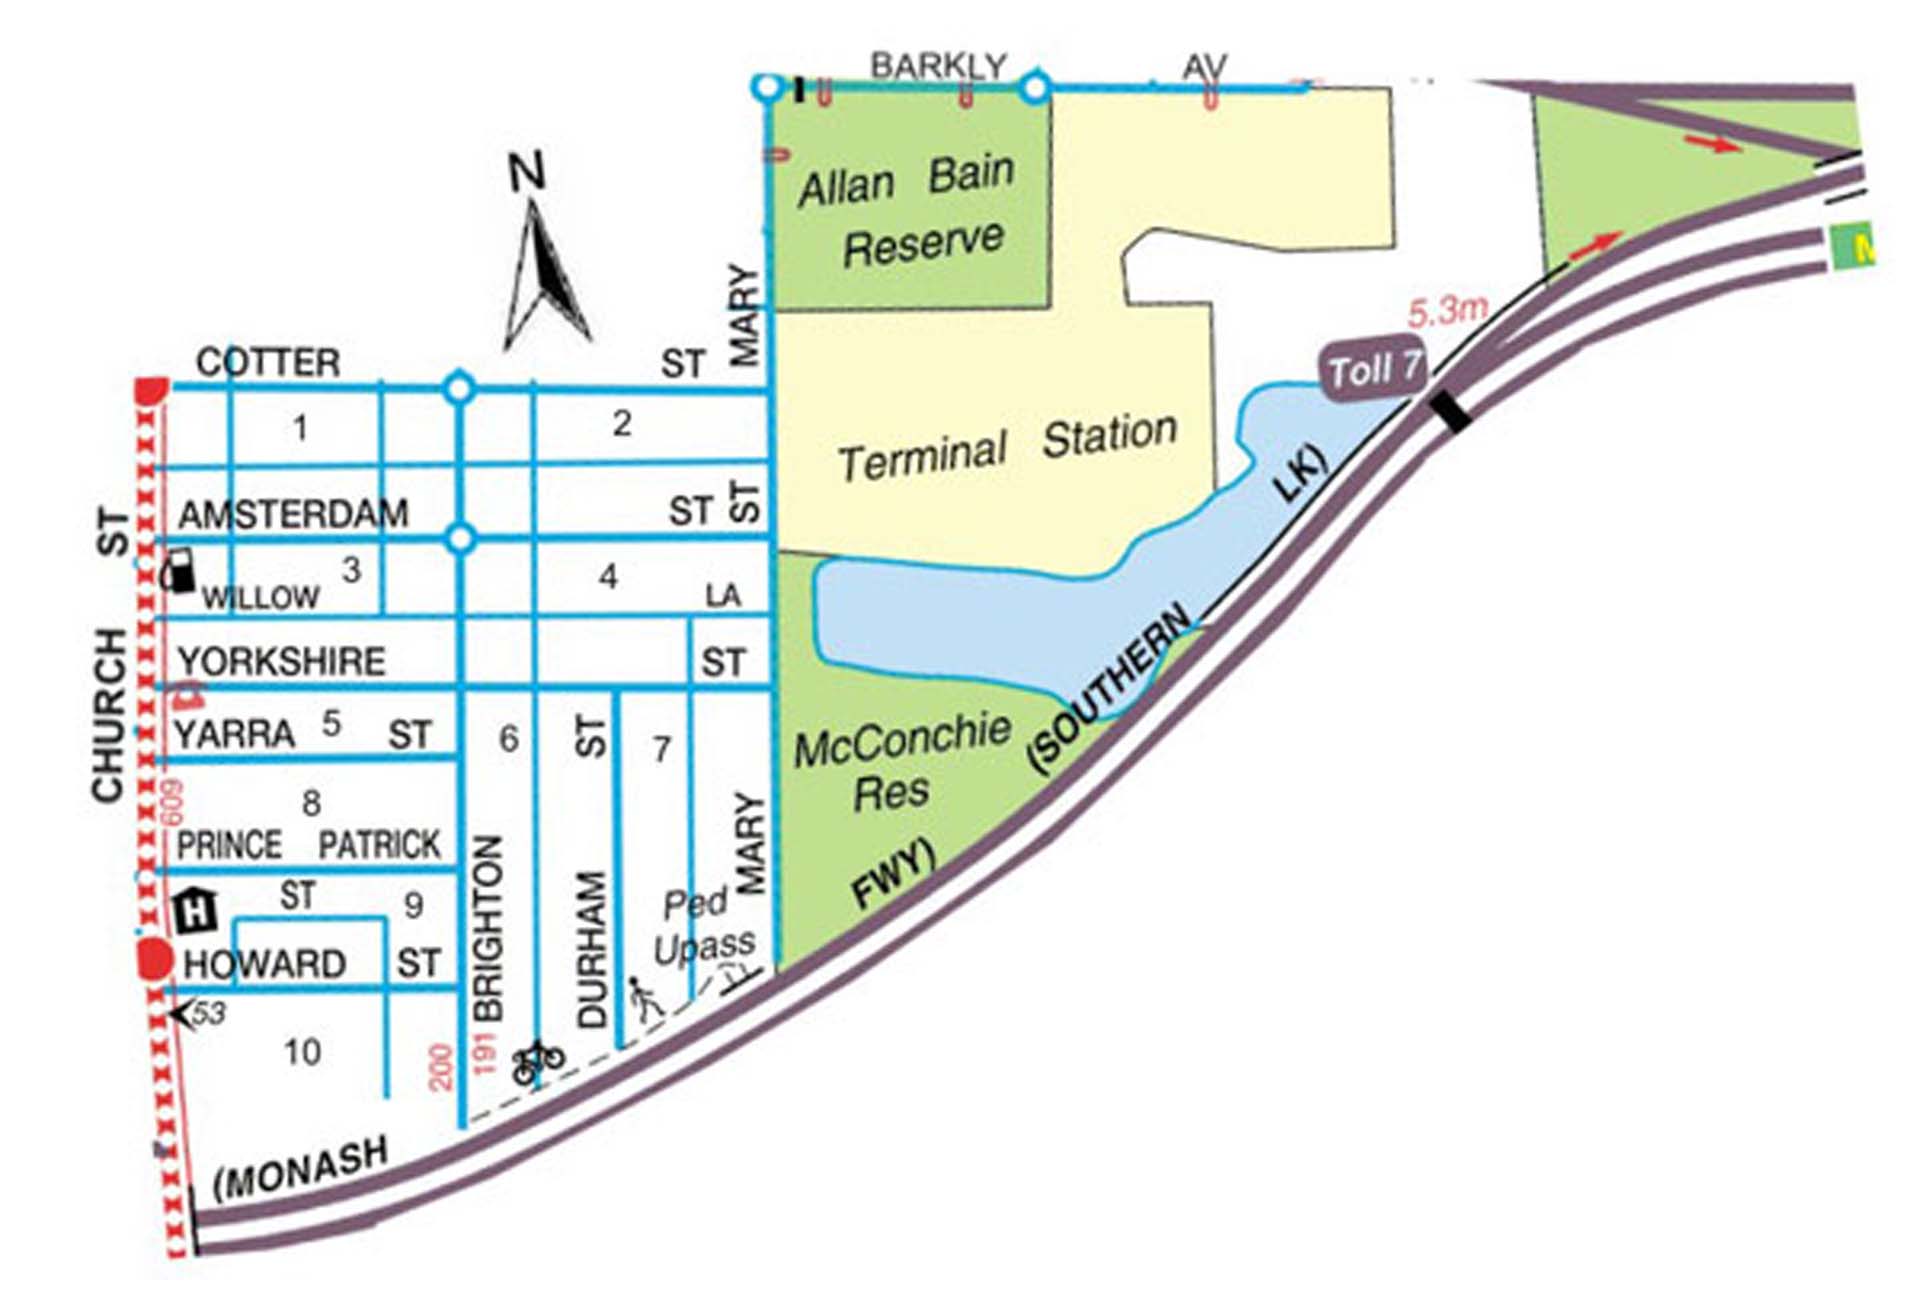 BARKLY AV
N
Allan Bain
Reserve
MARY ST
5.3m
Toll 7
COTTER ST
1
2
Terminal Station
AMSTERDAM ST
CHURCH ST
3
4
WILLOW LA
YORKSHIRE ST
YARRA 5 ST
6
7
8
609
PRINCE PATRICK
ST
9
H
HOWARD ST
53
10
BRIGHTON
200
191
DURHAM ST
MARY
Ped
Upass
McConchie
Res
(SOUTHERN LK)
(MONASH FWY)
M